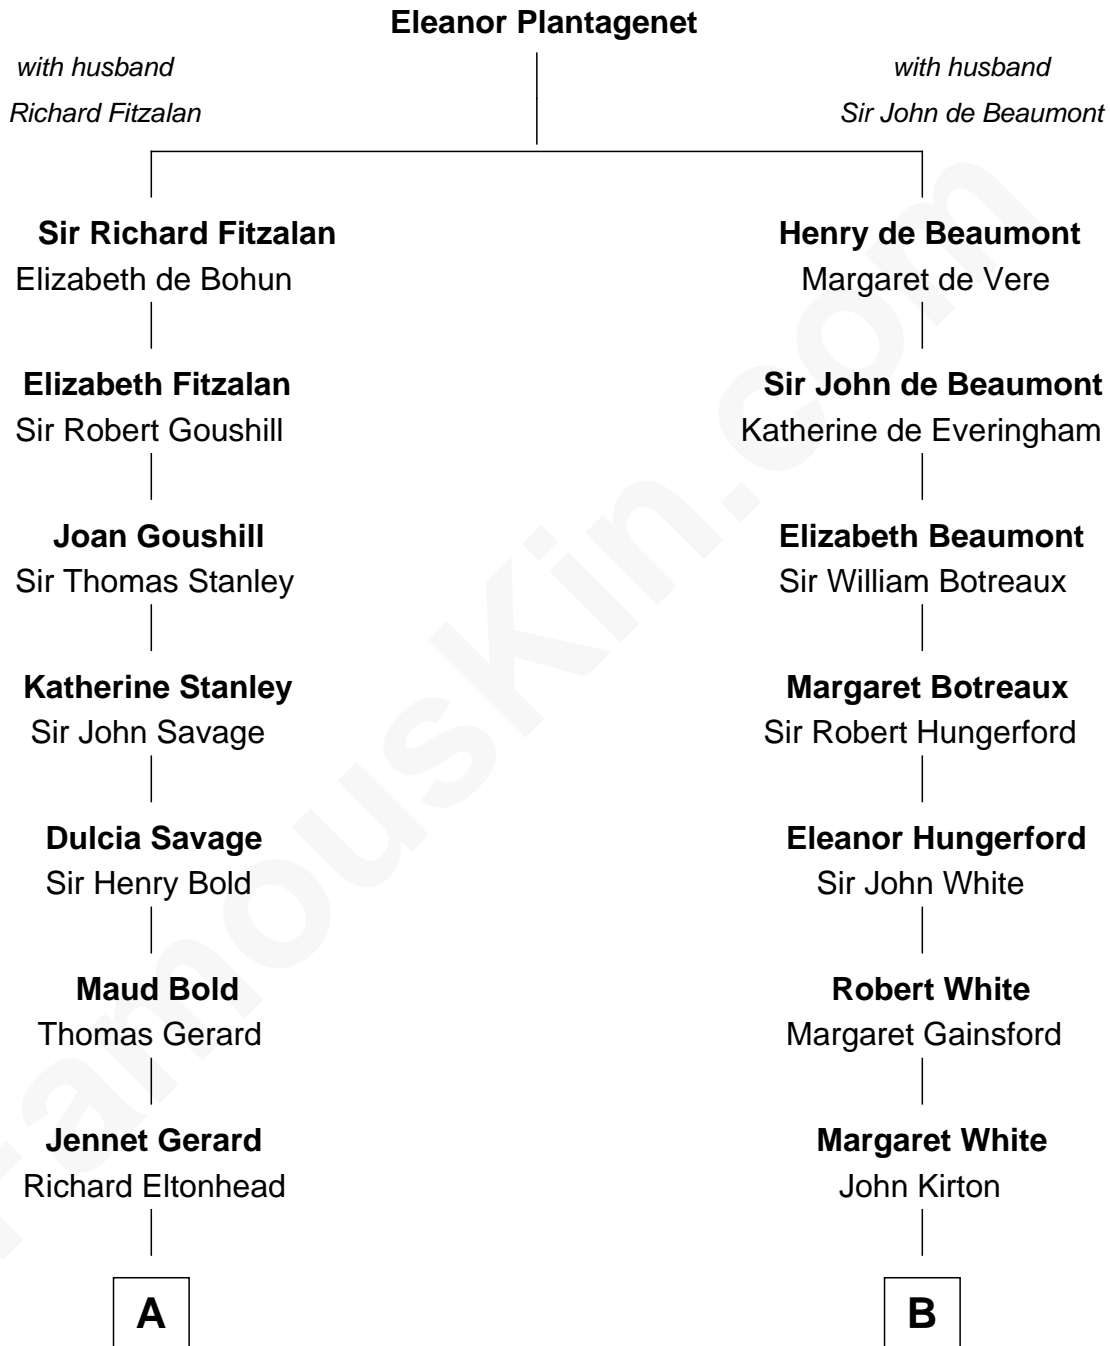 Eleanor Plantagenet
with husband
Richard Fitzalan
with husband
Sir John de Beaumont
Sir Richard Fitzalan
Elizabeth de Bohun
Henry de Beaumont
Margaret de Vere
Elizabeth Fitzalan
Sir Robert Goushill
Sir John de Beaumont
Katherine de Everingham
Joan Goushill
Sir Thomas Stanley
Elizabeth Beaumont
Sir William Botreaux
Katherine Stanley
Sir John Savage
Margaret Botreaux
Sir Robert Hungerford
Dulcia Savage
Sir Henry Bold
Eleanor Hungerford
Sir John White
Maud Bold
Thomas Gerard
Robert White
Margaret Gainsford
Jennet Gerard
Richard Eltonhead
Margaret White
John Kirton
A
B
FamousKin.com